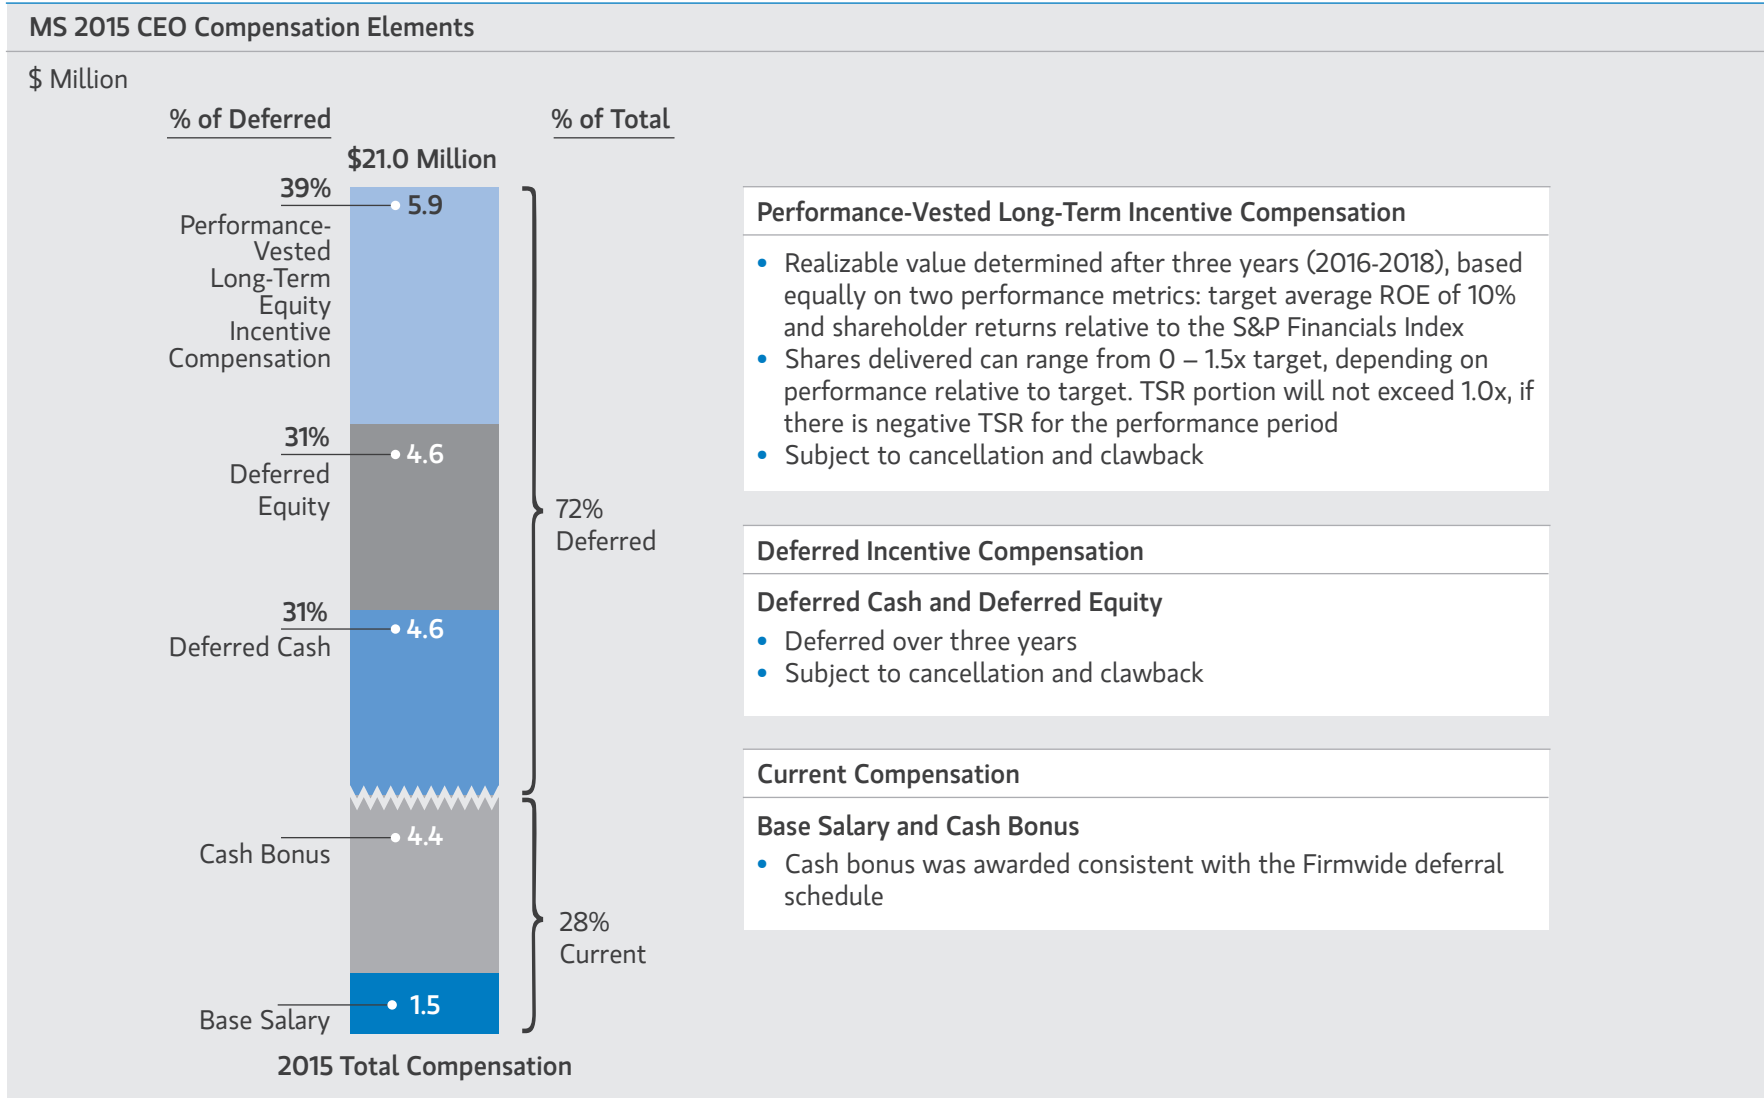 MS 2015 CEO Compensation Elements
$ Million
% of Deferred
% of Total
$21.0 Million
39%
5.9
Performance-
Vested
Long-Term
Equity
Incentive
Compensation
31%
4.6
Deferred
Equity
72%
Deferred
31%
4.6
Deferred Cash
4.4
Cash Bonus
28%
Current
1.5
Base Salary
2015 Total Compensation
Performance-Vested Long-Term Incentive Compensation
• Realizable value determined after three years (2016-2018), based
equally on two performance metrics: target average ROE of 10%
and shareholder returns relative to the S&P Financials Index
• Shares delivered can range from 0 – 1.5x target, depending on
performance relative to target. TSR portion will not exceed 1.0x, if
there is negative TSR for the performance period
• Subject to cancellation and clawback
Deferred Incentive Compensation
Deferred Cash and Deferred Equity
• Deferred over three years
• Subject to cancellation and clawback
Current Compensation
Base Salary and Cash Bonus
• Cash bonus was awarded consistent with the Firmwide deferral
schedule